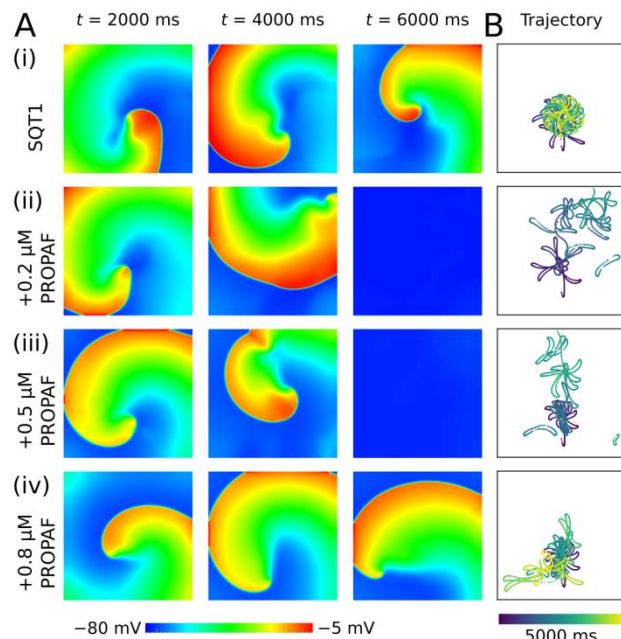 A t = 2000 ms t = 4000 ms t = 6000 ms B Trajectory
(i)
SQT1
(ii)
+0.2 μM
PROPAF
(iii)
+0.5 μM
PROPAF
(iv)
+0.8 μM
PROPAF
−80 mV −5 mV
5000 ms